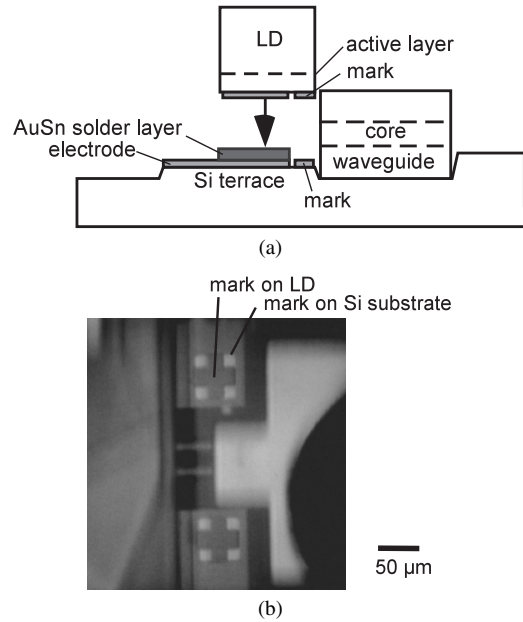 LD
active layer
mark
AuSn solder layer
electrode
core
waveguide
Si terrace
mark
(a)
mark on LD
mark on Si substrate
50 µm
(b)